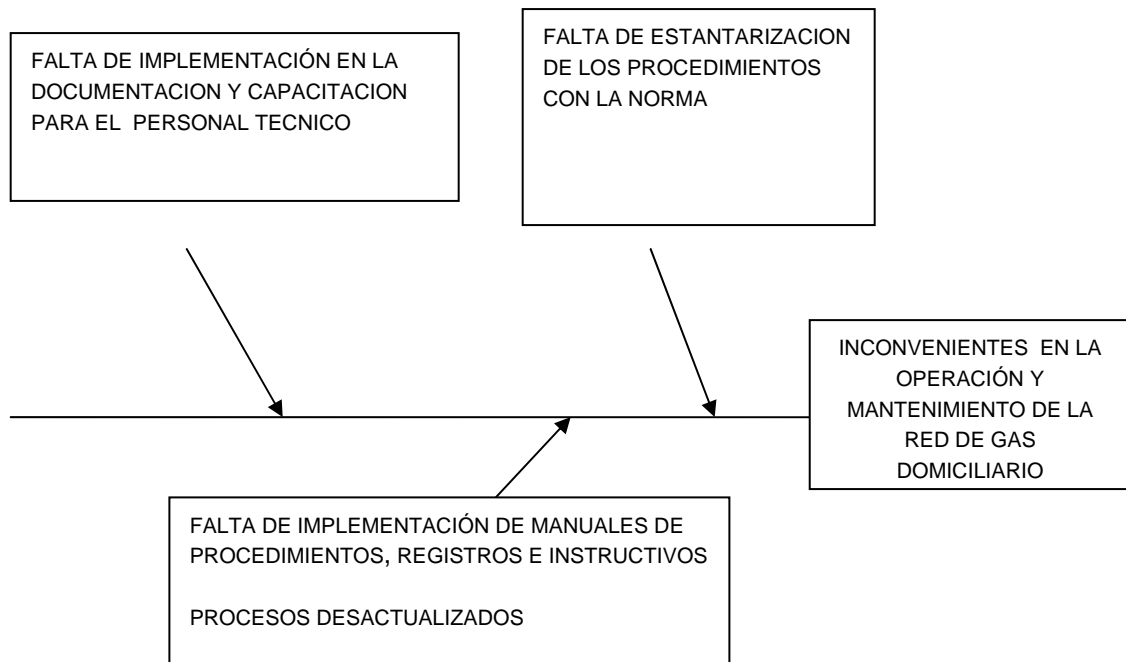 FALTA DE IMPLEMENTACIÓN EN LA
DOCUMENTACION Y CAPACITACION
PARA EL PERSONAL TECNICO
FALTA DE ESTANTARIZACION
DE LOS PROCEDIMIENTOS
CON LA NORMA
INCONVENIENTES EN LA
OPERACIÓN Y
MANTENIMIENTO DE LA
RED DE GAS
DOMICILIARIO
FALTA DE IMPLEMENTACIÓN DE MANUALES DE
PROCEDIMIENTOS, REGISTROS E INSTRUCTIVOS
PROCESOS DESACTUALIZADOS